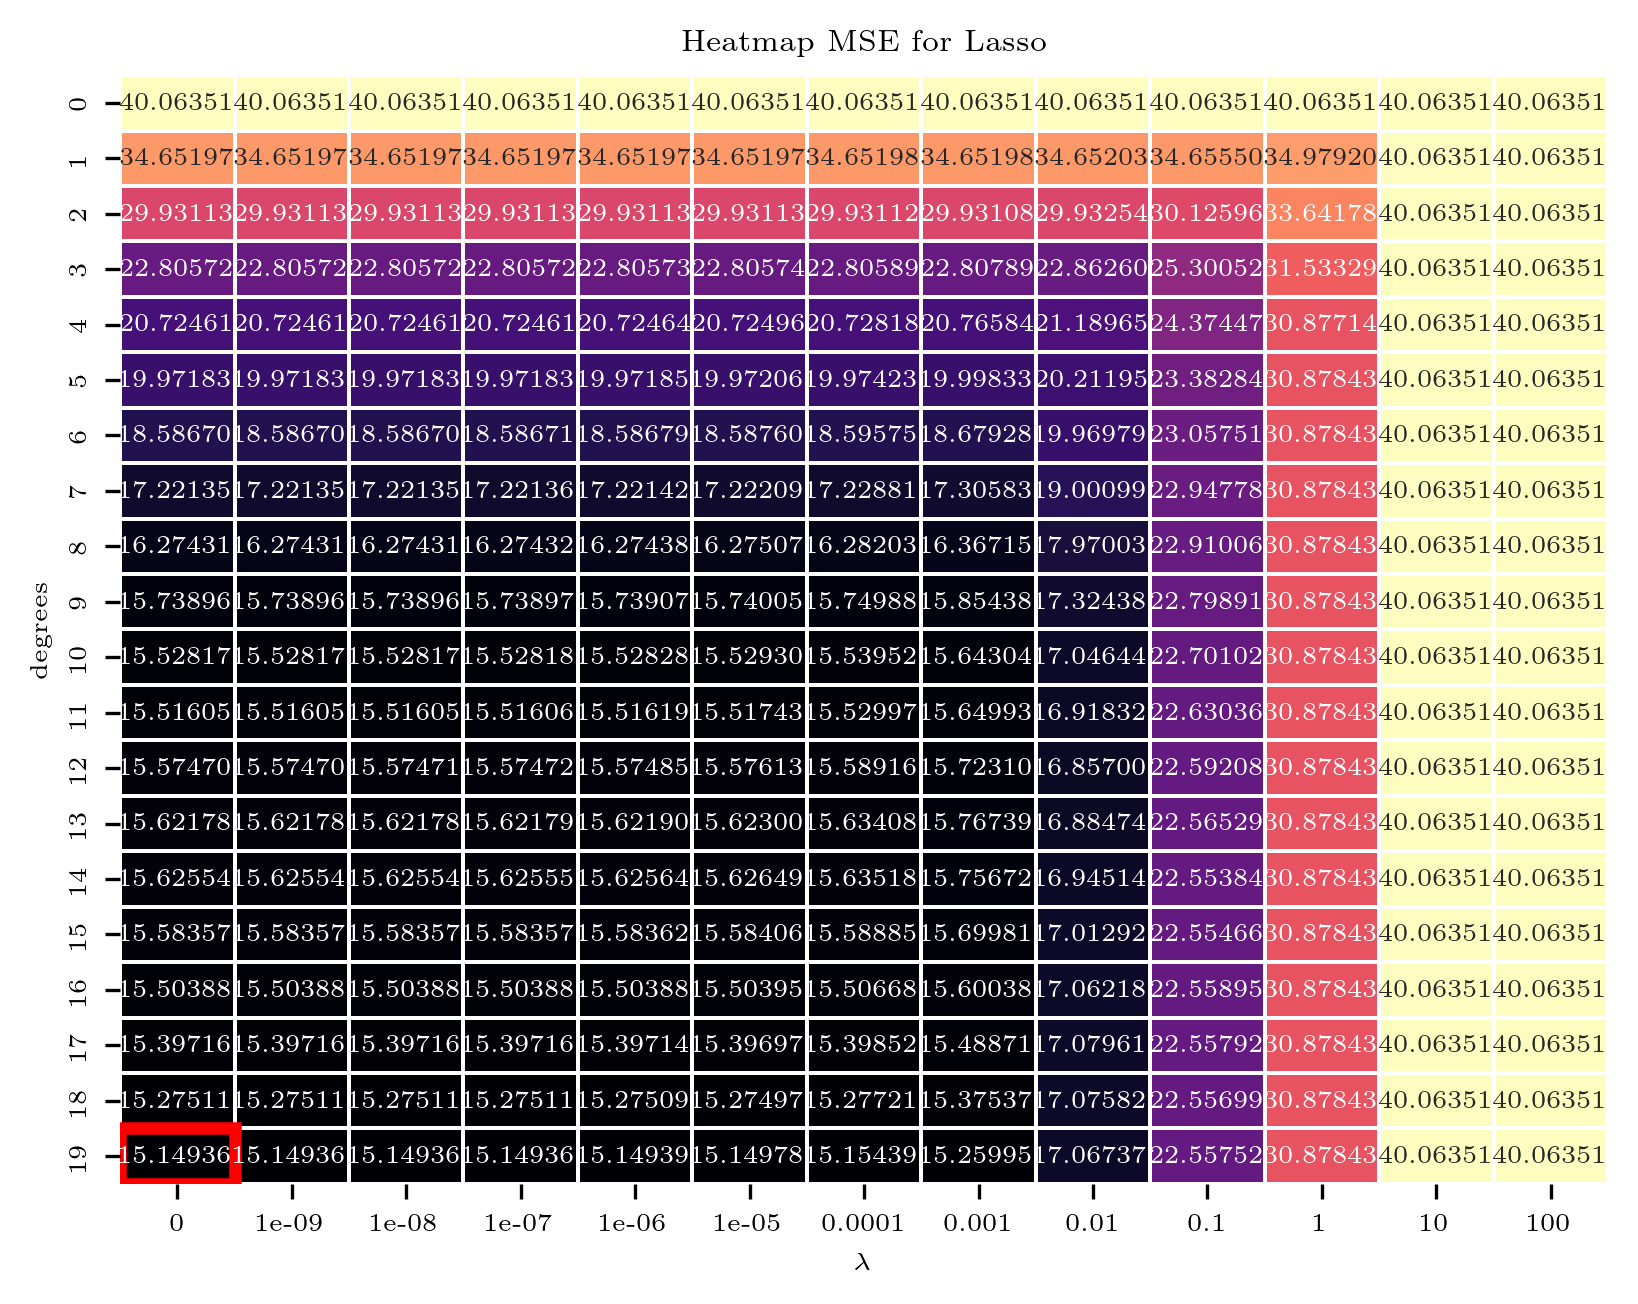 Heatmap MSE for Lasso
0 40.06351 40.06351 40.06351 40.06351 40.06351 40.06351 40.06351 40.06351 40.06351 40.06351 40.06351 40.06351 40.06351
1 34.65197 34.65197 34.65197 34.65197 34.65197 34.65197 34.65198 34.65198 34.65203 34.65550 34.97920 40.06351 40.06351
2 29.93113 29.93113 29.93113 29.93113 29.93113 29.93113 29.93112 29.93108 29.93254 30.12596 33.64178 40.06351 40.06351
3 22.80572 22.80572 22.80572 22.80572 22.80573 22.80574 22.80589 22.80789 22.86260 25.30052 31.53329 40.06351 40.06351
4 20.72461 20.72461 20.72461 20.72461 20.72464 20.72496 20.72818 20.76584 21.18965 24.37447 30.87714 40.06351 40.06351
5 19.97183 19.97183 19.97183 19.97183 19.97185 19.97206 19.97423 19.99833 20.21195 23.38284 30.87843 40.06351 40.06351
6 18.58670 18.58670 18.58670 18.58671 18.58679 18.58760 18.59575 18.67928 19.96979 23.05751 30.87843 40.06351 40.06351
7 17.22135 17.22135 17.22135 17.22136 17.22142 17.22209 17.22881 17.30583 19.00099 22.94778 30.87843 40.06351 40.06351
8 16.27431 16.27431 16.27431 16.27432 16.27438 16.27507 16.28203 16.36715 17.97003 22.91006 30.87843 40.06351 40.06351
9 15.73896 15.73896 15.73896 15.73897 15.73907 15.74005 15.74988 15.85438 17.32438 22.79891 30.87843 40.06351 40.06351
10 15.52817 15.52817 15.52817 15.52818 15.52828 15.52930 15.53952 15.64304 17.04644 22.70102 30.87843 40.06351 40.06351
11 15.51605 15.51605 15.51605 15.51606 15.51619 15.51743 15.52997 15.64993 16.91832 22.63036 30.87843 40.06351 40.06351
12 15.57470 15.57470 15.57471 15.57472 15.57485 15.57613 15.58916 15.72310 16.85700 22.59208 30.87843 40.06351 40.06351
13 15.62178 15.62178 15.62178 15.62179 15.62190 15.62300 15.63408 15.76739 16.88474 22.56529 30.87843 40.06351 40.06351
14 15.62554 15.62554 15.62554 15.62555 15.62564 15.62649 15.63518 15.75672 16.94514 22.55384 30.87843 40.06351 40.06351
15 15.58357 15.58357 15.58357 15.58357 15.58362 15.58406 15.58885 15.69981 17.01292 22.55466 30.87843 40.06351 40.06351
16 15.50388 15.50388 15.50388 15.50388 15.50388 15.50395 15.50668 15.60038 17.06218 22.55895 30.87843 40.06351 40.06351
17 15.39716 15.39716 15.39716 15.39716 15.39714 15.39697 15.39852 15.48871 17.07961 22.55792 30.87843 40.06351 40.06351
18 15.27511 15.27511 15.27511 15.27511 15.27509 15.27497 15.27721 15.37537 17.07582 22.55699 30.87843 40.06351 40.06351
19 15.14936 15.14936 15.14936 15.14936 15.14939 15.14978 15.15439 15.25995 17.06737 22.55752 30.87843 40.06351 40.06351
degrees
0 1e-09 1e-08 1e-07 1e-06 1e-05 0.0001 0.001 0.01 0.1 1 10 100
λ